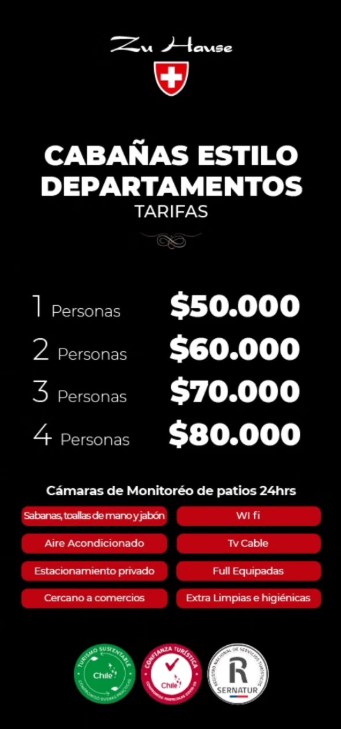 Zu Hause
CABAÑAS ESTILO
DEPARTAMENTOS
TARIFAS
1 Personas $50.000
2 Personas $60.000
3 Personas $70.000
4 Personas $80.000
Cámaras de Monitoréo de patios 24hrs
Sabanas, toallas de mano y jabón
WI fi
Aire Acondicionado
Tv Cable
Estacionamiento privado
Full Equipadas
Cercano a comercios
Extra Limpias e higiénicas
TURISMO SUSTENTABLE
Chile
CONFIANZA TURÍSTICA
Chile
R
SERNATUR